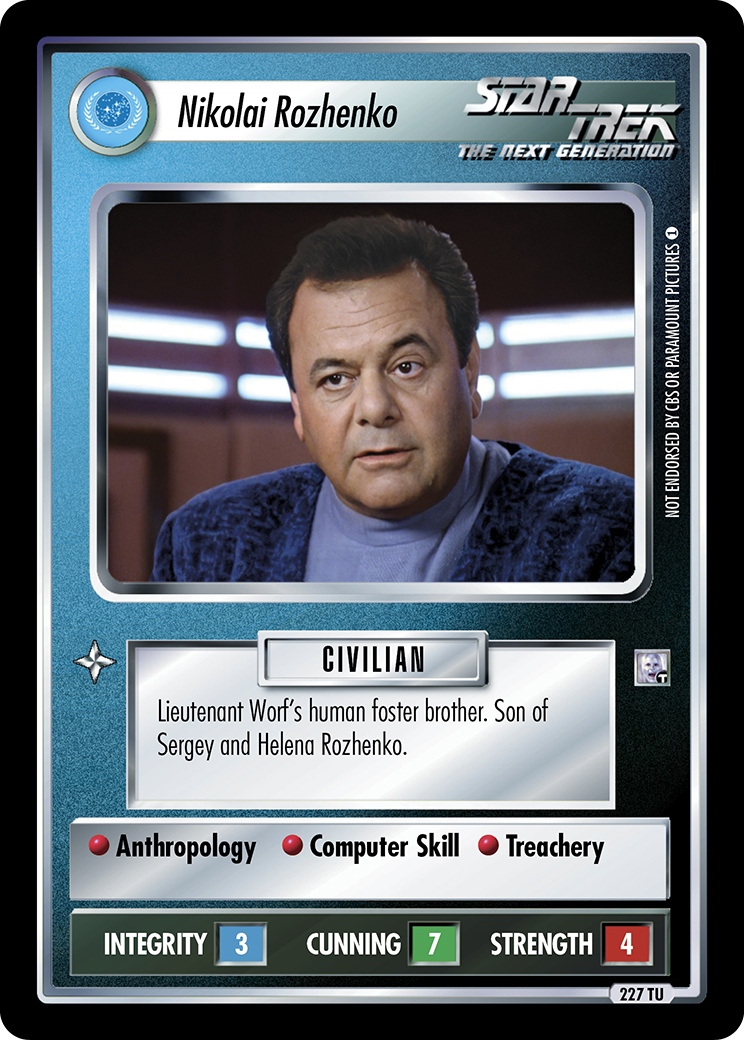 Nikolai Rozhenko
STAR TREK
THE NEXT GENERATION
NOT ENDORSED BY CBS OR PARAMOUNT PICTURES 1
CIVILIAN
Lieutenant Worf's human foster brother. Son of
Sergey and Helena Rozhenko.
Anthropology Computer Skill Treachery
INTEGRITY 3 CUNNING 7 STRENGTH 4
227 TU
T